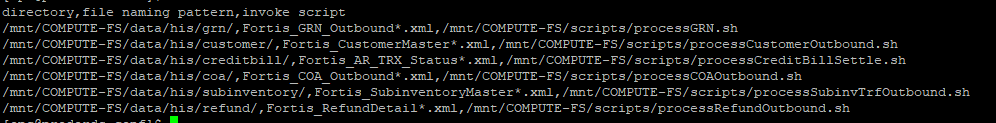 directory,file naming pattern,invoke script
/mnt/COMPUTE-FS/data/his/grn/,Fortis_GRN_Outbound*.xml,/mnt/COMPUTE-FS/scripts/processGRN.sh
/mnt/COMPUTE-FS/data/his/customer/,Fortis_CustomerMaster*.xml,/mnt/COMPUTE-FS/scripts/processCustomerOutbound.sh
/mnt/COMPUTE-FS/data/his/creditbill/,Fortis_AR_TRX_Status*.xml,/mnt/COMPUTE-FS/scripts/processCreditBillSettle.sh
/mnt/COMPUTE-FS/data/his/coa/,Fortis_COA_Outbound*.xml,/mnt/COMPUTE-FS/scripts/processCOAOutbound.sh
/mnt/COMPUTE-FS/data/his/subinventory/,Fortis_SubinventoryMaster*.xml,/mnt/COMPUTE-FS/scripts/processSubinvTrfOutbound.sh
/mnt/COMPUTE-FS/data/his/refund/,Fortis_RefundDetail*.xml,/mnt/COMPUTE-FS/scripts/processRefundOutbound.sh